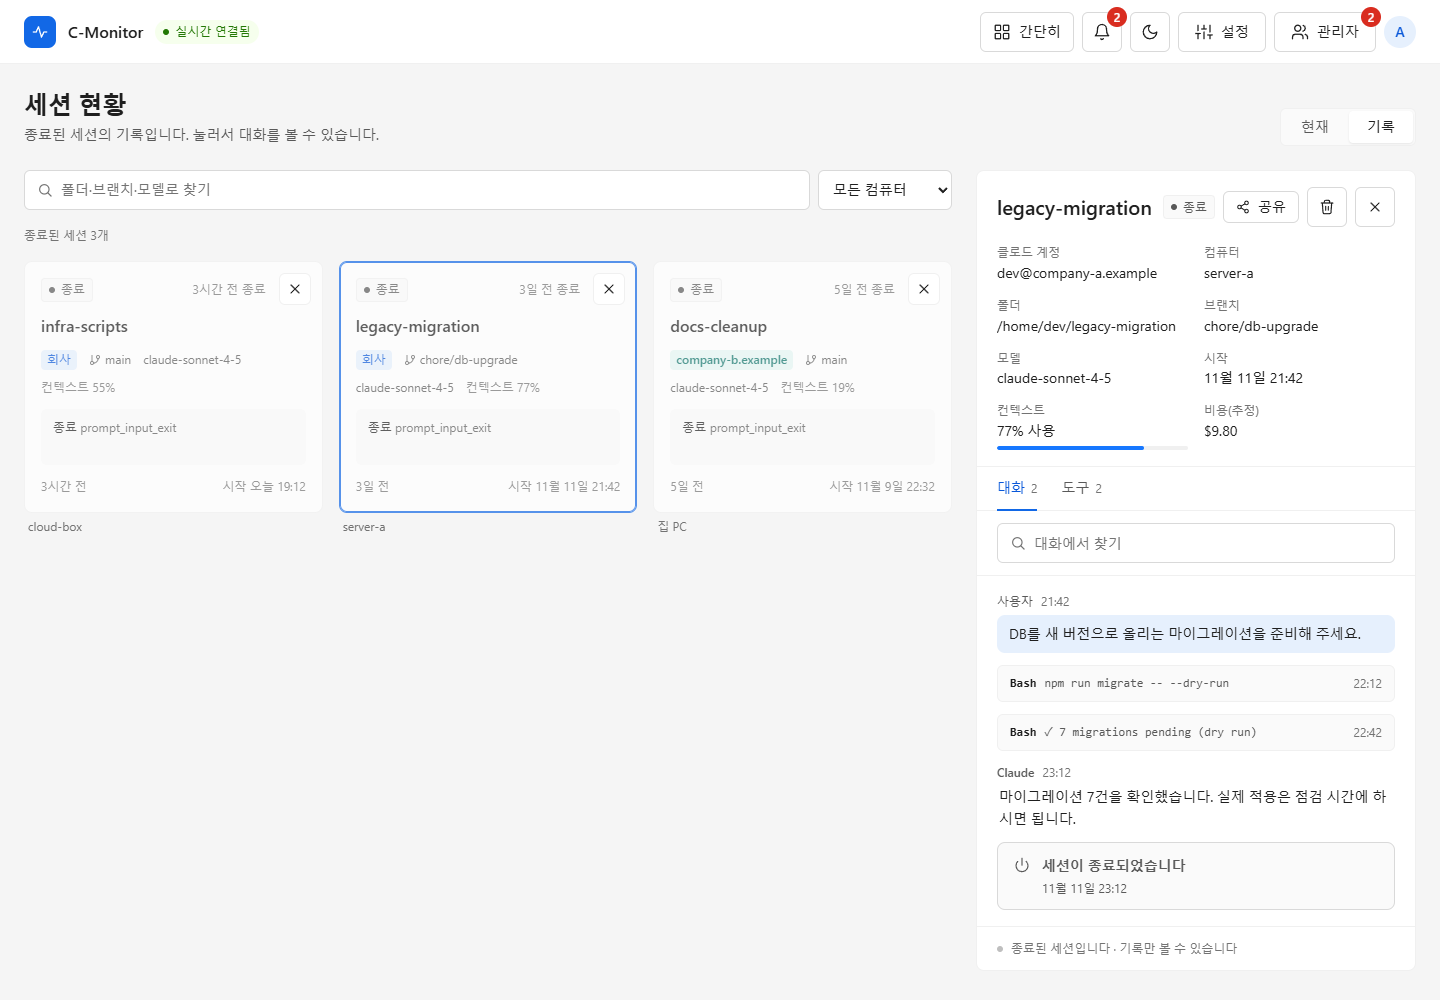 C-Monitor
실시간 연결됨
간단히
2
설정
관리자
2
A
세션 현황
종료된 세션의 기록입니다. 눌러서 대화를 볼 수 있습니다.
현재
기록
폴더·브랜치·모델로 찾기
모든 컴퓨터
종료된 세션 3개
종료
3시간 전 종료
infra-scripts
회사 main claude-sonnet-4-5
컨텍스트 55%
종료 prompt_input_exit
3시간 전
시작 오늘 19:12
cloud-box
종료
3일 전 종료
legacy-migration
회사 chore/db-upgrade
claude-sonnet-4-5 컨텍스트 77%
종료 prompt_input_exit
3일 전
시작 11월 11일 21:42
server-a
종료
5일 전 종료
docs-cleanup
company-b.example main
claude-sonnet-4-5 컨텍스트 19%
종료 prompt_input_exit
5일 전
시작 11월 9일 22:32
집 PC
legacy-migration
종료
공유
클로드 계정
dev@company-a.example
컴퓨터
server-a
폴더
/home/dev/legacy-migration
브랜치
chore/db-upgrade
모델
claude-sonnet-4-5
시작
11월 11일 21:42
컨텍스트
77% 사용
비용(추정)
$9.80
대화 2
도구 2
대화에서 찾기
사용자 21:42
DB를 새 버전으로 올리는 마이그레이션을 준비해 주세요.
Bash npm run migrate -- --dry-run 22:12
Bash ✓ 7 migrations pending (dry run) 22:42
Claude 23:12
마이그레이션 7건을 확인했습니다. 실제 적용은 점검 시간에 하
시면 됩니다.
세션이 종료되었습니다
11월 11일 23:12
종료된 세션입니다 · 기록만 볼 수 있습니다